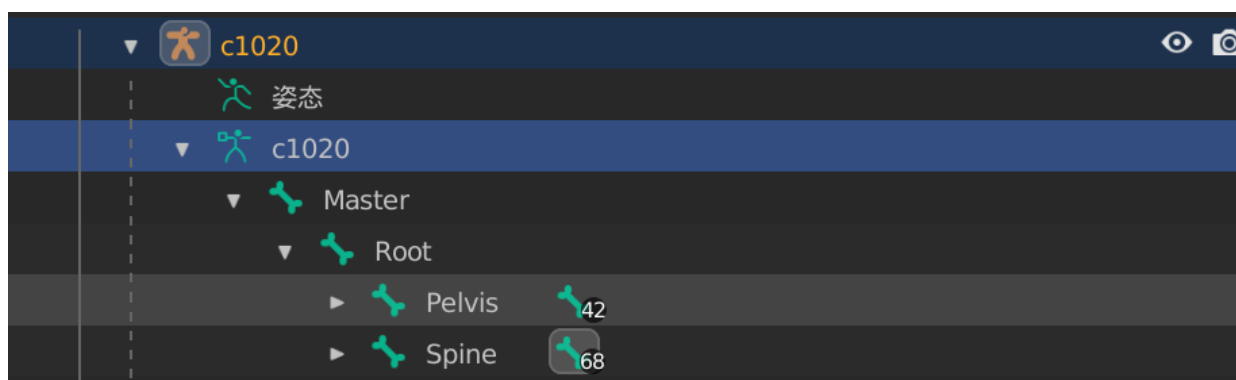 c1020
姿态
c1020
Master
Root
Pelvis 42
Spine 68